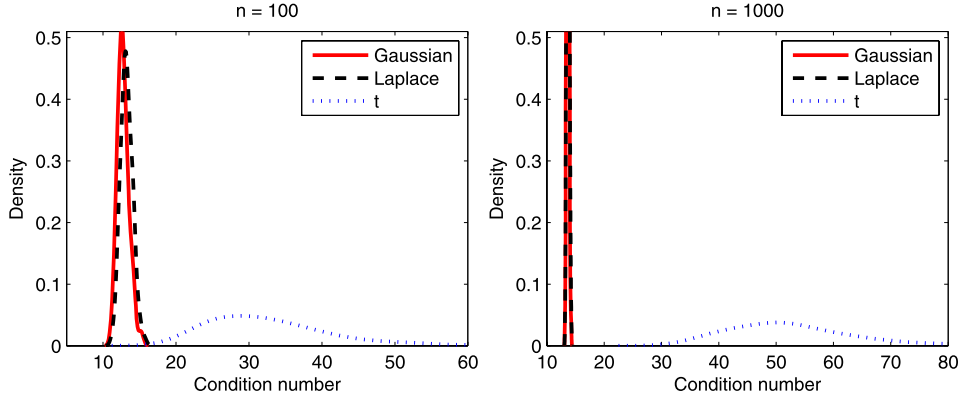 n = 100
0.5
0.4
0.3
0.2
0.1
0
Density
Gaussian
Laplace
t
10 20 30 40 50 60
Condition number
n = 1000
0.5
0.4
0.3
0.2
0.1
0
Density
Gaussian
Laplace
t
10 20 30 40 50 60 70 80
Condition number